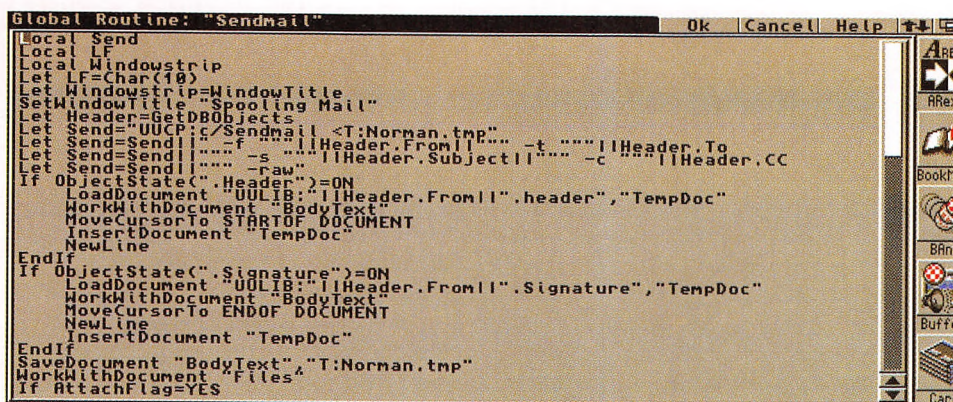 Global Routine: "Sendmail" Ok Cancel Help
Local Send
Local LF
Local Windowstrip
Let LF=Char(10)
Let Windowstrip=WindowTitle
SetWindowTitle "Spooling Mail"
Let Header=GetDBObjects
Let Send="UUCP:c/Sendmail <T:Norman.tmp"
Let Send=Send||" -f """||Header.From||""" -t """||Header.To
Let Send=Send||""" -s """||Header.Subject||""" -c """||Header.CC
Let Send=Send||""" -raw"
If ObjectState(".Header")=ON
LoadDocument "UULIB:"||Header.From||".header","TempDoc"
WorkWithDocument "BodyText"
MoveCursorTo STARTOF DOCUMENT
InsertDocument "TempDoc"
NewLine
EndIf
If ObjectState(".Signature")=ON
LoadDocument "UULIB:"||Header.From||".Signature","TempDoc"
WorkWithDocument "BodyText"
MoveCursorTo ENDOF DOCUMENT
NewLine
InsertDocument "TempDoc"
EndIf
SaveDocument "BodyText","T:Norman.tmp"
WorkWithDocument "Files"
If AttachFlag=YES
ARex
BookM
BAn
Buffe
Car